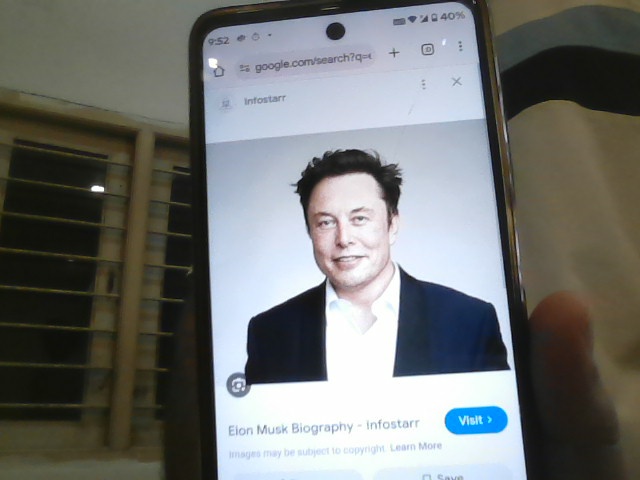 9:52
40%
google.com/search?q=
Infostarr
Elon Musk Biography - Infostarr
Visit >
Images may be subject to copyright. Learn More
Save